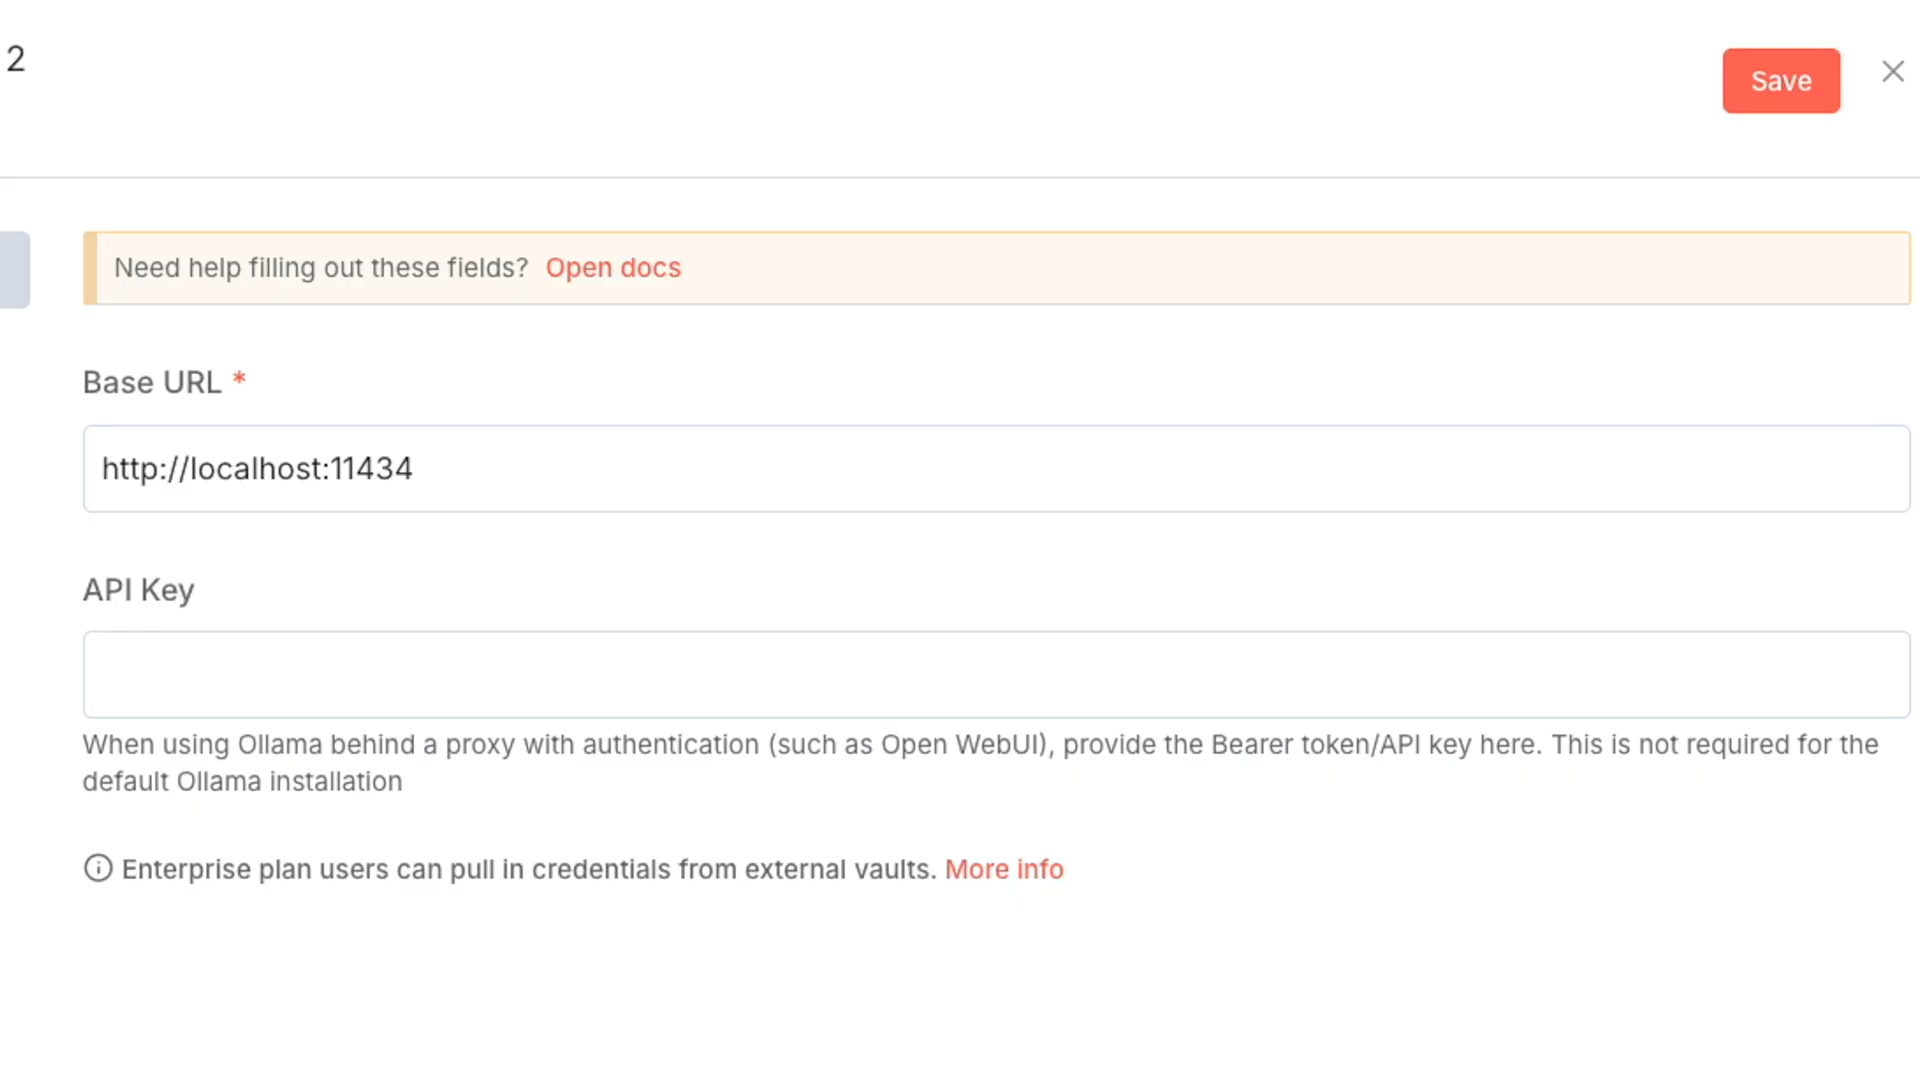 2
Save
Need help filling out these fields? Open docs
Base URL *
http://localhost:11434
API Key
When using Ollama behind a proxy with authentication (such as Open WebUI), provide the Bearer token/API key here. This is not required for the
default Ollama installation
Enterprise plan users can pull in credentials from external vaults. More info